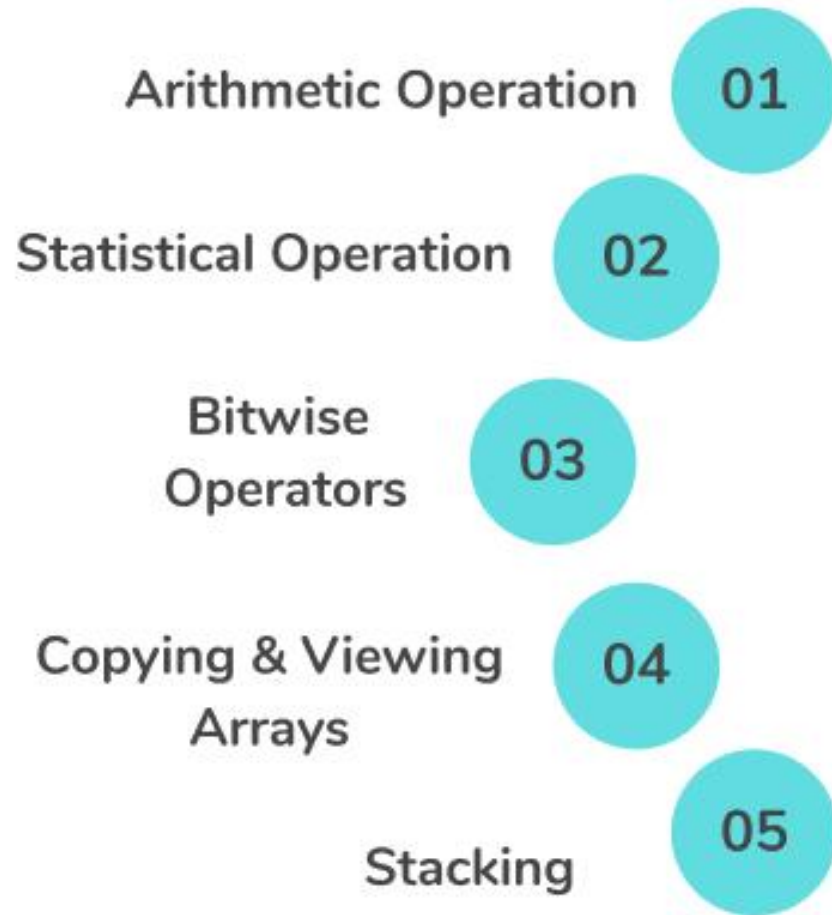 Arithmetic Operation 01
Statistical Operation 02
Bitwise
Operators 03
Copying & Viewing
Arrays 04
Stacking 05